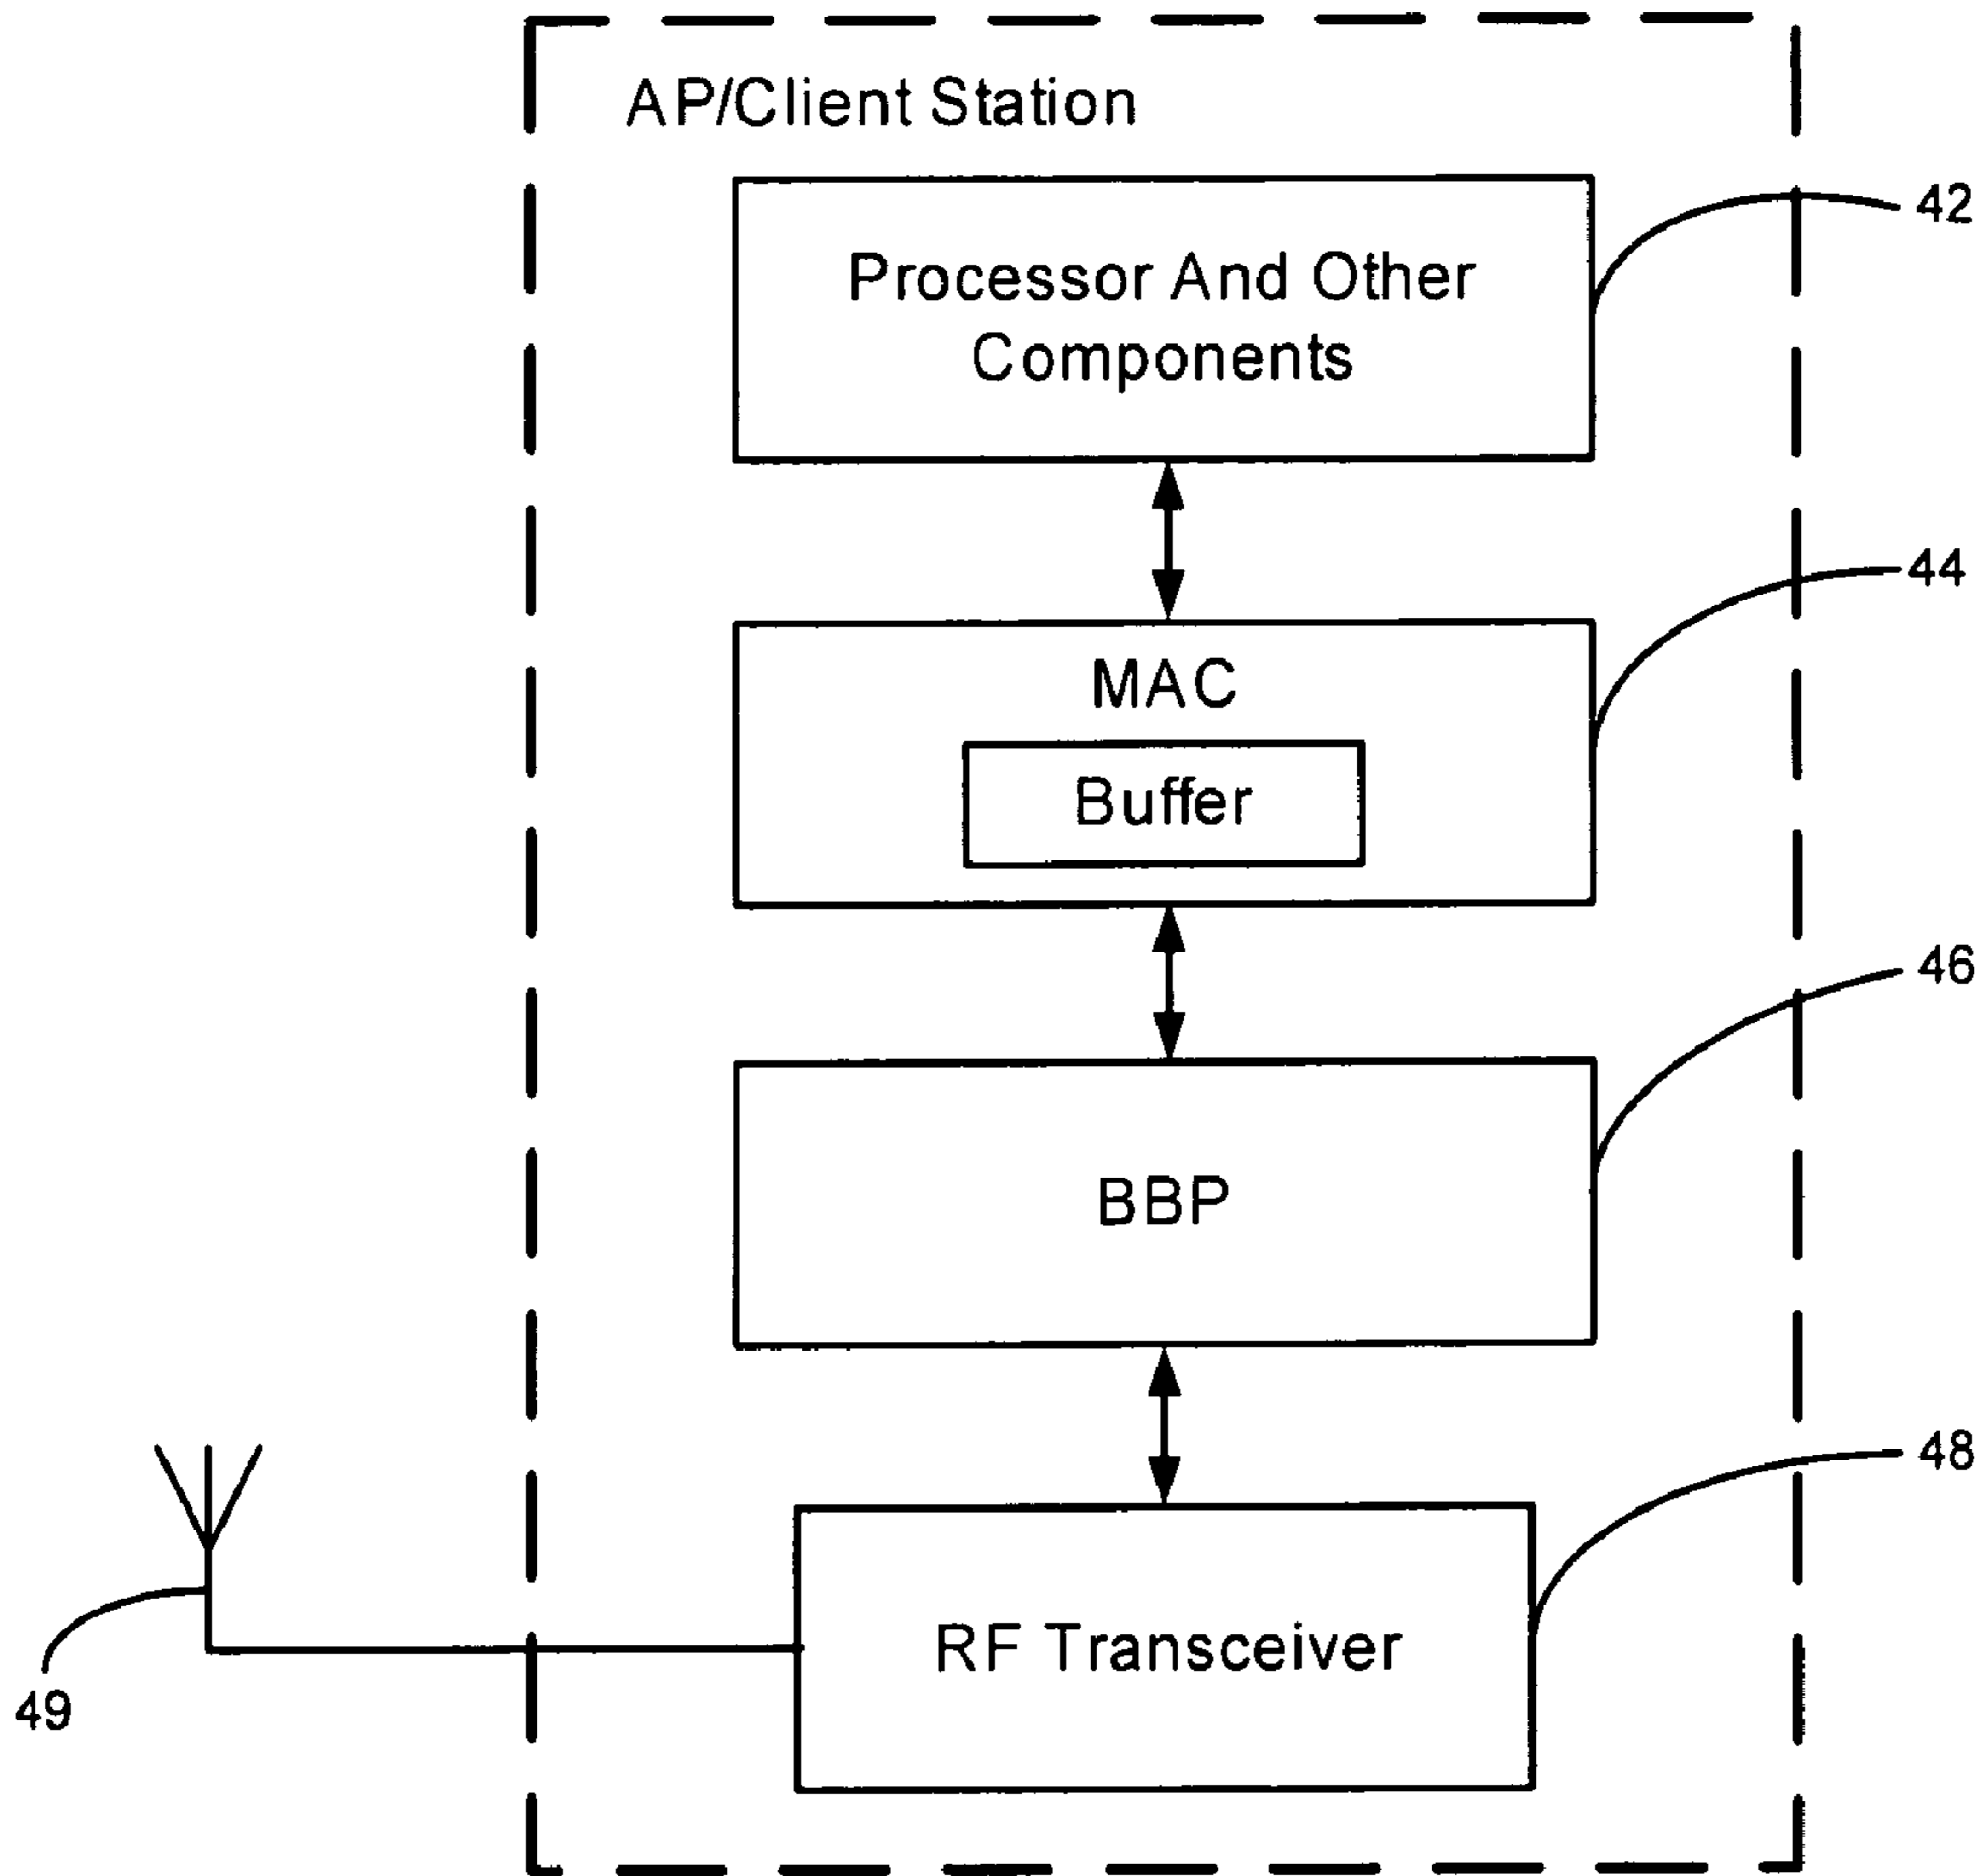 AP/Client Station
Processor And Other
Components
42
MAC
44
Buffer
46
BBP
48
RF Transceiver
49